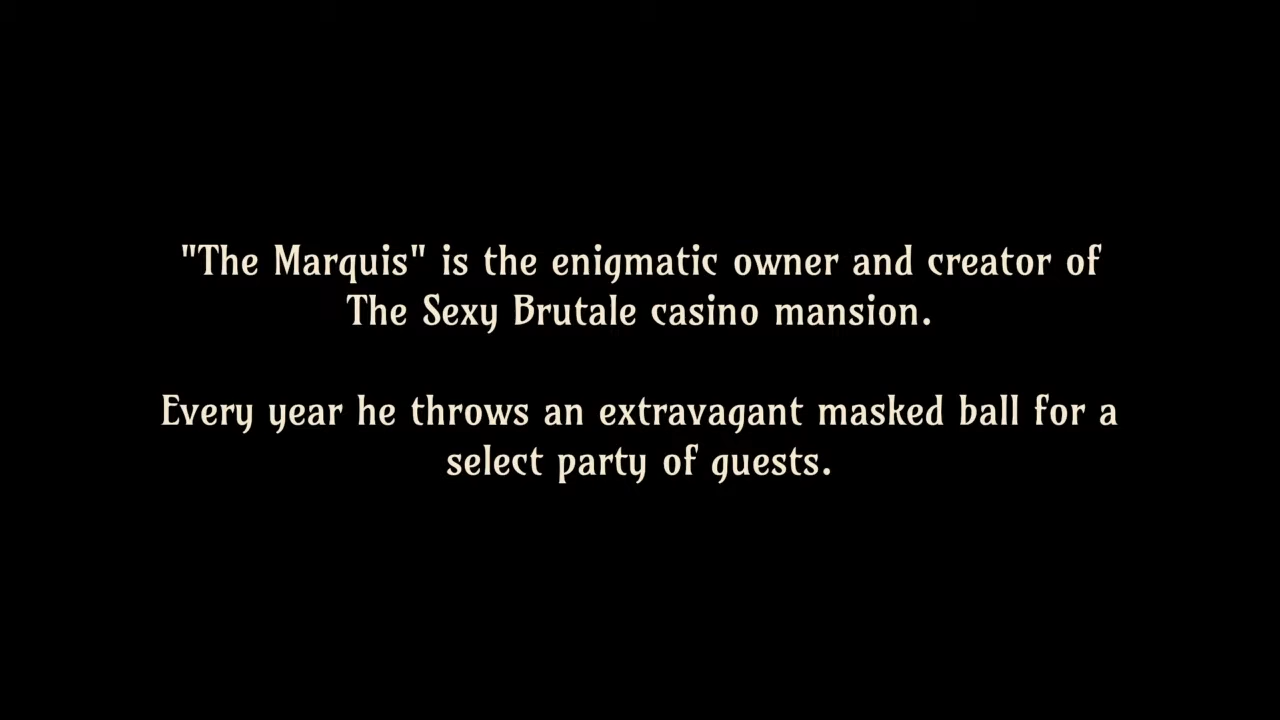 "The Marquis" is the enigmatic owner and creator of
The Sexy Brutale casino mansion.
Every year he throws an extravagant masked ball for a
select party of guests.